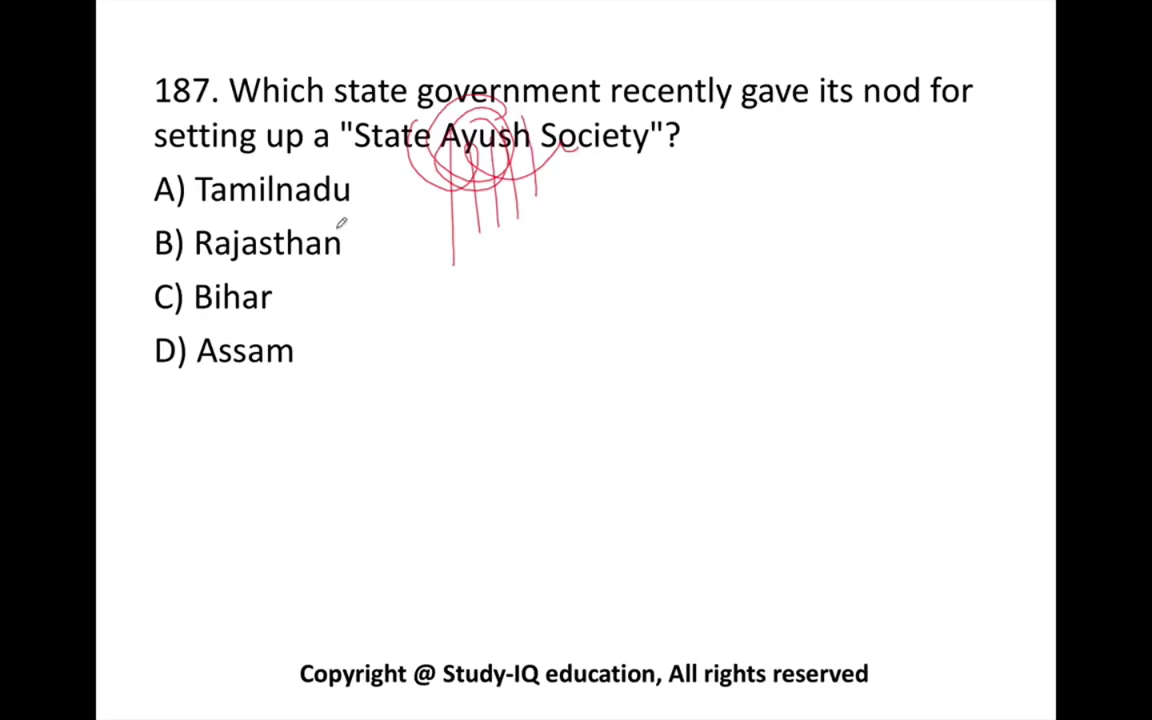 187. Which state government recently gave its nod for
setting up a "State Ayush Society"?
A) Tamilnadu
B) Rajasthan
C) Bihar
D) Assam
Copyright @ Study-IQ education, All rights reserved